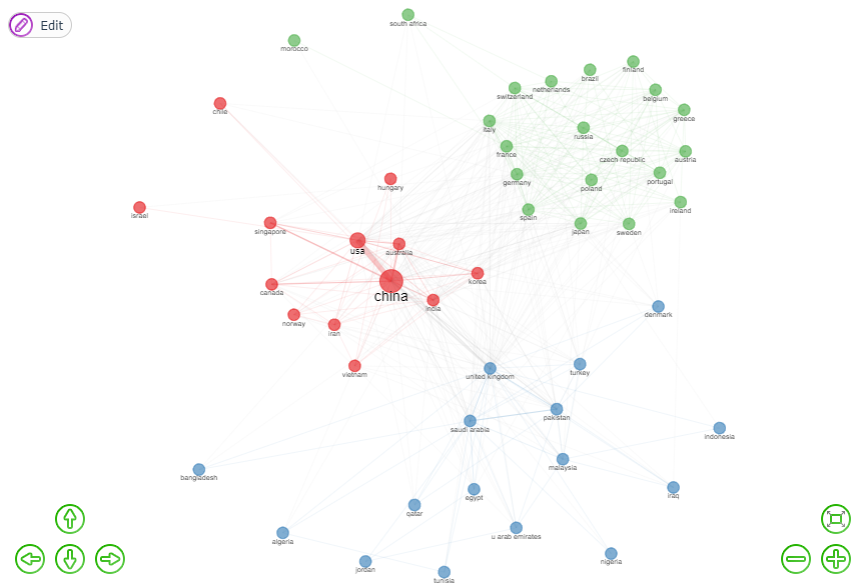 Edit
south africa
morocco
finland
brazil
netherlands
switzerland
belgium
chile
greece
italy
russia
france
czech republic
austria
germany
hungary
poland
portugal
israel
spain
ireland
singapore
japan
sweden
usa
australia
korea
canada
china
india
denmark
norway
iran
vietnam
united kingdom
turkey
pakistan
saudi arabia
indonesia
malaysia
bangladesh
iraq
egypt
qatar
u arab emirates
algeria
nigeria
jordan
tunisia